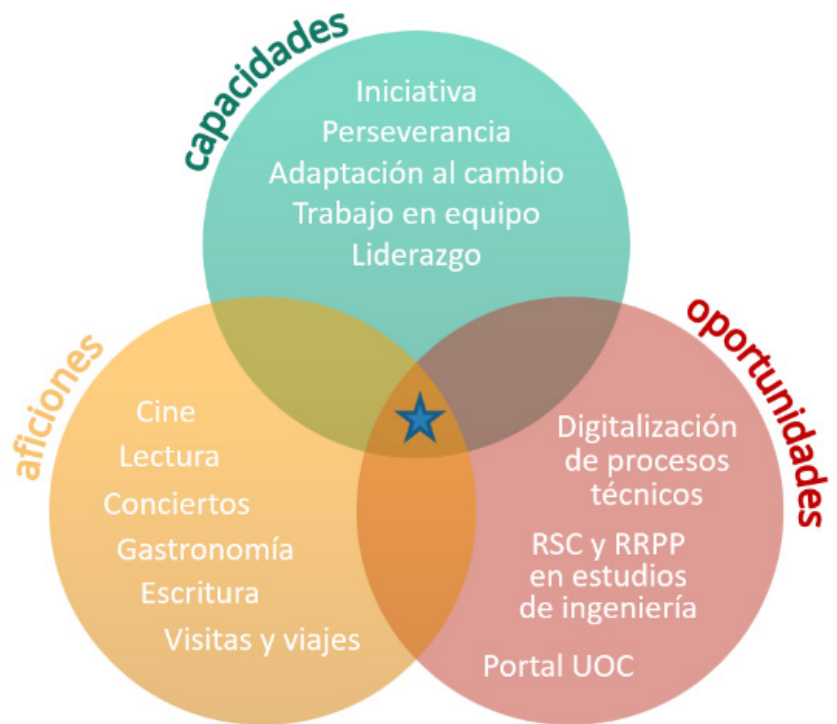 capacidades
Iniciativa
Perseverancia
Adaptación al cambio
Trabajo en equipo
Liderazgo
aficiones
Cine
Lectura
Conciertos
Gastronomía
Escritura
Visitas y viajes
oportunidades
Digitalización
de procesos
técnicos
RSC y RRPP
en estudios
de ingeniería
Portal UOC